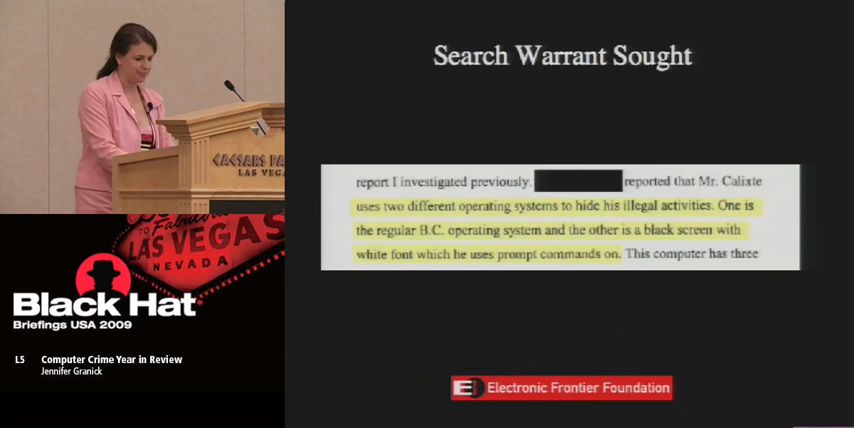 Search Warrant Sought
report I investigated previously. reported that Mr. Calixte
uses two different operating systems to hide his illegal activities. One is
the regular B.C. operating system and the other is a black screen with
white font which he uses prompt commands on. This computer has three
Electronic Frontier Foundation
CAESARS PA
LAS VEG
TO Fabulous
LAS VEGAS
NEVADA
Black Hat
Briefings USA 2009
L5 Computer Crime Year in Review
Jennifer Granick